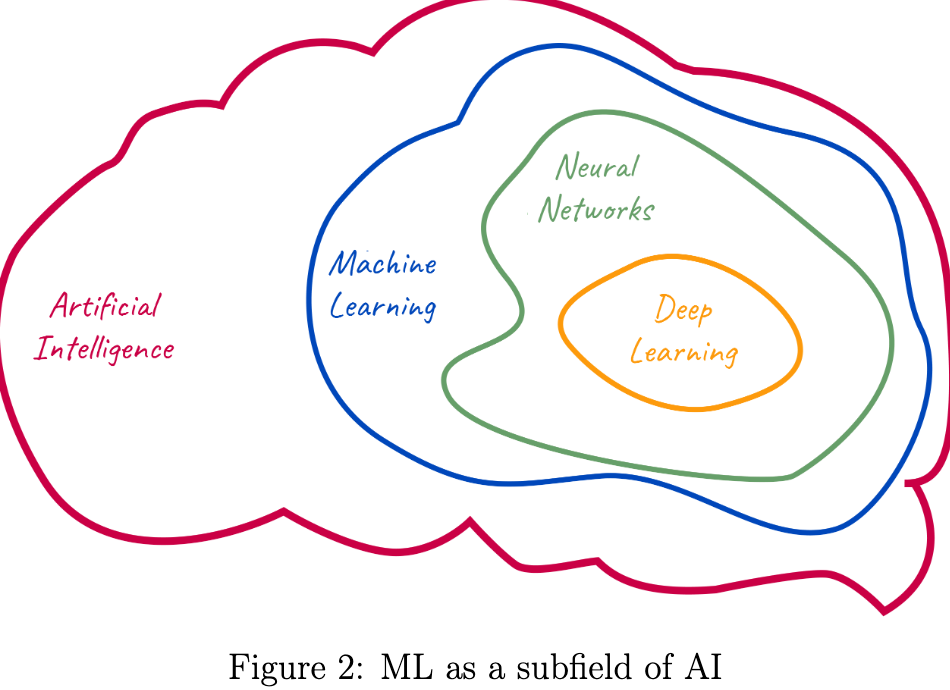 Neural
Networks
Machine
Learning
Artificial
Intelligence
Deep
Learning
Figure 2: ML as a subfield of AI